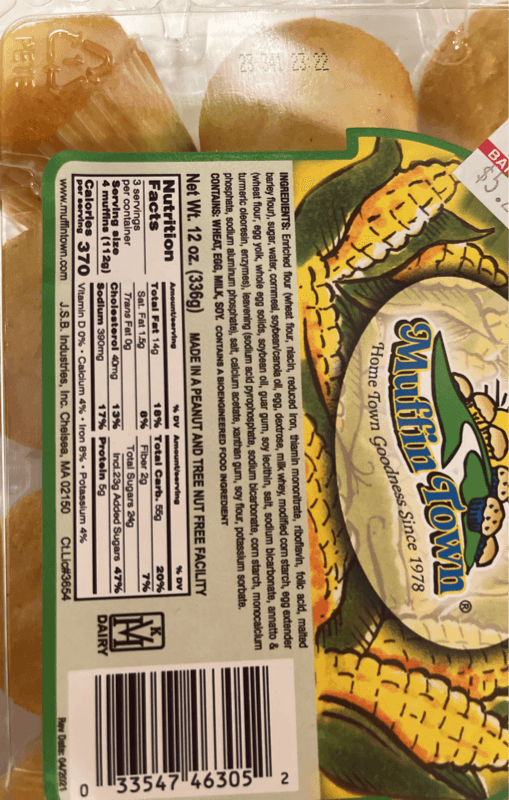 PETE
23 341 23:22
BA
$5.
Muffin Town®
Home Town Goodness Since 1978
INGREDIENTS: Enriched flour (wheat flour, niacin, reduced iron, thiamin mononitrate, riboflavin, folic acid, malted
barley flour), sugar, water, cornmeal, soybean/canola oil, egg, dextrose, milk whey, modified corn starch, egg extender
(wheat flour, egg yolk, whole egg solids, soybean oil, guar gum, soy lecithin, salt, sodium bicarbonate, annatto &
turmeric oleoresin, enzymes), leavening (sodium acid pyrophosphate, sodium bicarbonate, corn starch, monocalcium
phosphate, sodium aluminum phosphate), salt, calcium acetate, xanthan gum, soy flour, potassium sorbate.
CONTAINS: WHEAT, EGG, MILK, SOY. CONTAINS A BIOENGINEERED FOOD INGREDIENT
Net Wt. 12 oz. (336g) MADE IN A PEANUT AND TREE NUT FREE FACILITY
Nutrition
Facts
3 servings
per container
Serving size
4 muffins (112g)
Calories
per serving 370
Amount/serving % DV
Total Fat 14g 18%
Sat. Fat 1.5g 8%
Trans Fat 0g
Cholesterol 40mg 13%
Sodium 390mg 17%
Amount/serving % DV
Total Carb. 55g 20%
Fiber 2g 7%
Total Sugars 24g
Incl.23g Added Sugars 47%
Protein 5g
Vitamin D 0% • Calcium 4% • Iron 8% • Potassium 4%
www.muffintown.com J.S.B. Industries, Inc. Chelsea, MA 02150 Ct.Lic#3654
K
DAIRY
0 33547 46305 2
Rev Date: 04/2021